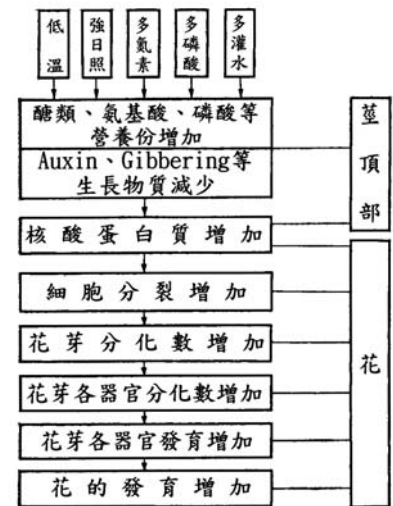 低溫
強日照
多氮素
多磷酸
多灌水
醣類、氨基酸、磷酸等
營養份增加
Auxin、Gibbering等
生長物質減少
莖頂部
核酸蛋白質增加
細胞分裂增加
花芽分化數增加
花芽各器官分化數增加
花芽各器官發育增加
花的發育增加
花